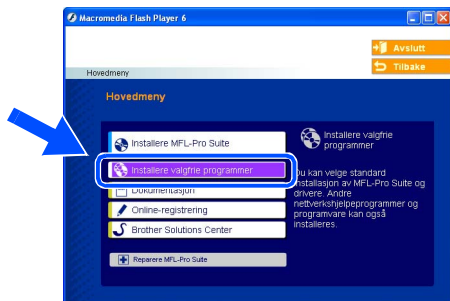 Macromedia Flash Player 6
Avslutt
Tilbake
Hovedmeny
Hovedmeny
Installere MFL-Pro Suite
Installere valgfrie programmer
Dokumentasjon
Online-registrering
Brother Solutions Center
Reparere MFL-Pro Suite
Installere valgfrie
programmer
Du kan velge standard
installasjon av MFL-Pro Suite og
drivere. Andre
nettverkshjelpeprogrammer og
programvare kan også
installeres.